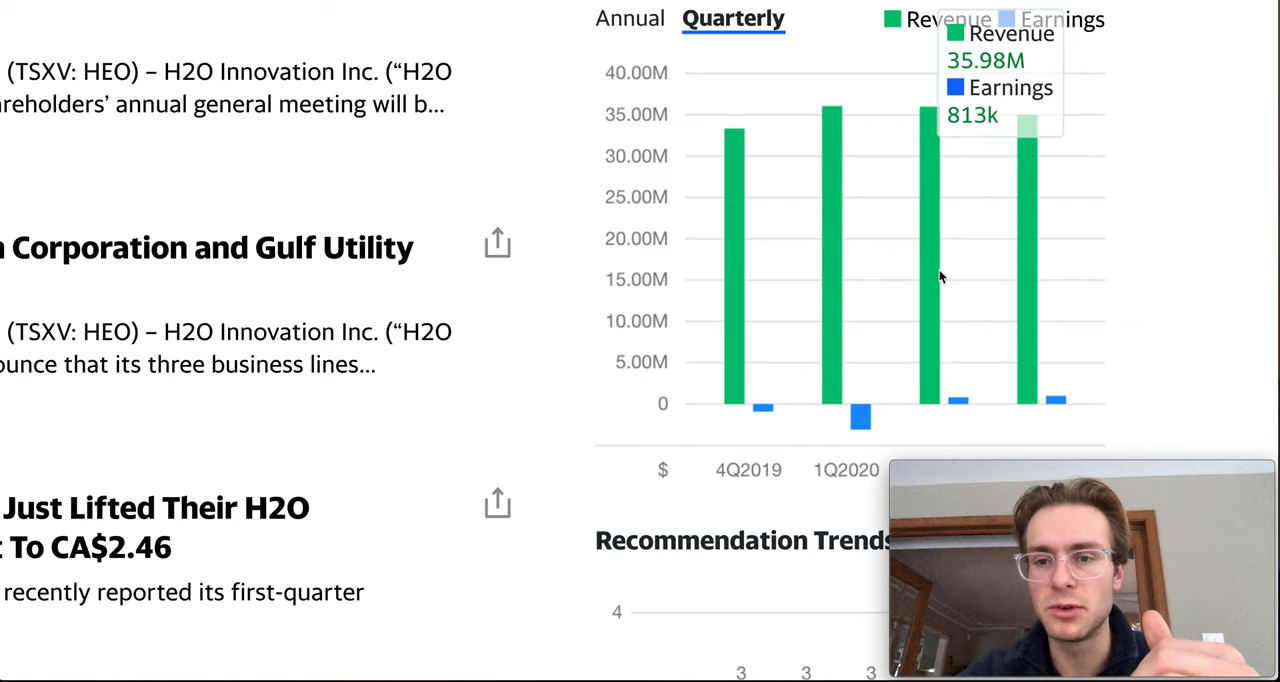 (TSXV: HEO) – H2O Innovation Inc. (“H2O
reholders’ annual general meeting will b...
Corporation and Gulf Utility
(TSXV: HEO) – H2O Innovation Inc. (“H2O
ounce that its three business lines...
Just Lifted Their H2O
To CA$2.46
recently reported its first-quarter
Annual Quarterly
Revenue Earnings
Revenue
35.98M
Earnings
813k
40.00M
35.00M
30.00M
25.00M
20.00M
15.00M
10.00M
5.00M
0
$ 4Q2019 1Q2020
Recommendation Trends
4
3 3 3